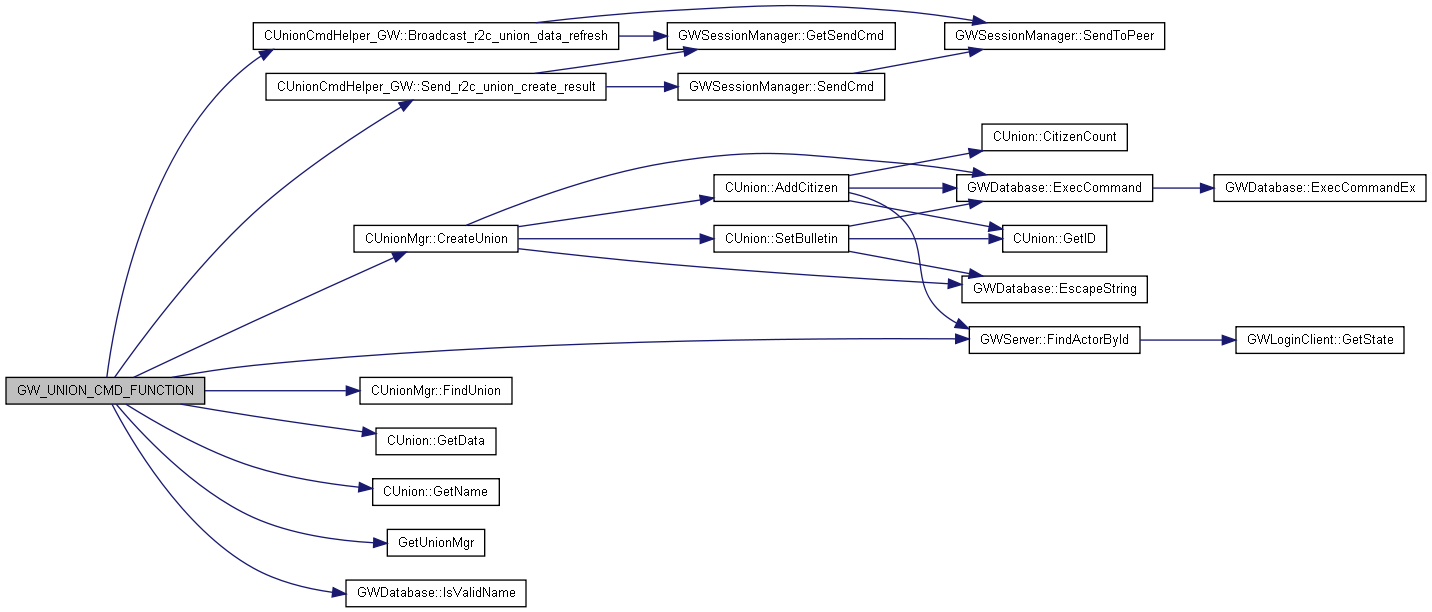 CUnionCmdHelper_GW::Broadcast_r2c_union_data_refresh
GWSessionManager::GetSendCmd
GWSessionManager::SendToPeer
CUnionCmdHelper_GW::Send_r2c_union_create_result
GWSessionManager::SendCmd
CUnion::CitizenCount
CUnion::AddCitizen
GWDatabase::ExecCommand
GWDatabase::ExecCommandEx
CUnionMgr::CreateUnion
CUnion::SetBulletin
CUnion::GetID
GWDatabase::EscapeString
GWServer::FindActorById
GWLoginClient::GetState
GW_UNION_CMD_FUNCTION
CUnionMgr::FindUnion
CUnion::GetData
CUnion::GetName
GetUnionMgr
GWDatabase::IsValidName